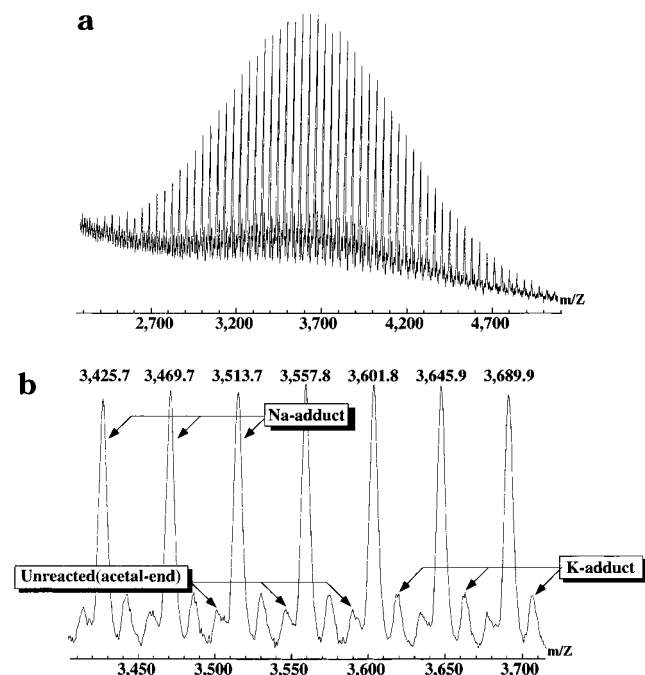 a
m/Z
2,700 3,200 3,700 4,200 4,700
b
3,425.7 3,469.7 3,513.7 3,557.8 3,601.8 3,645.9 3,689.9
Na-adduct
Unreacted(acetal-end)
K-adduct
m/Z
3,450 3,500 3,550 3,600 3,650 3,700